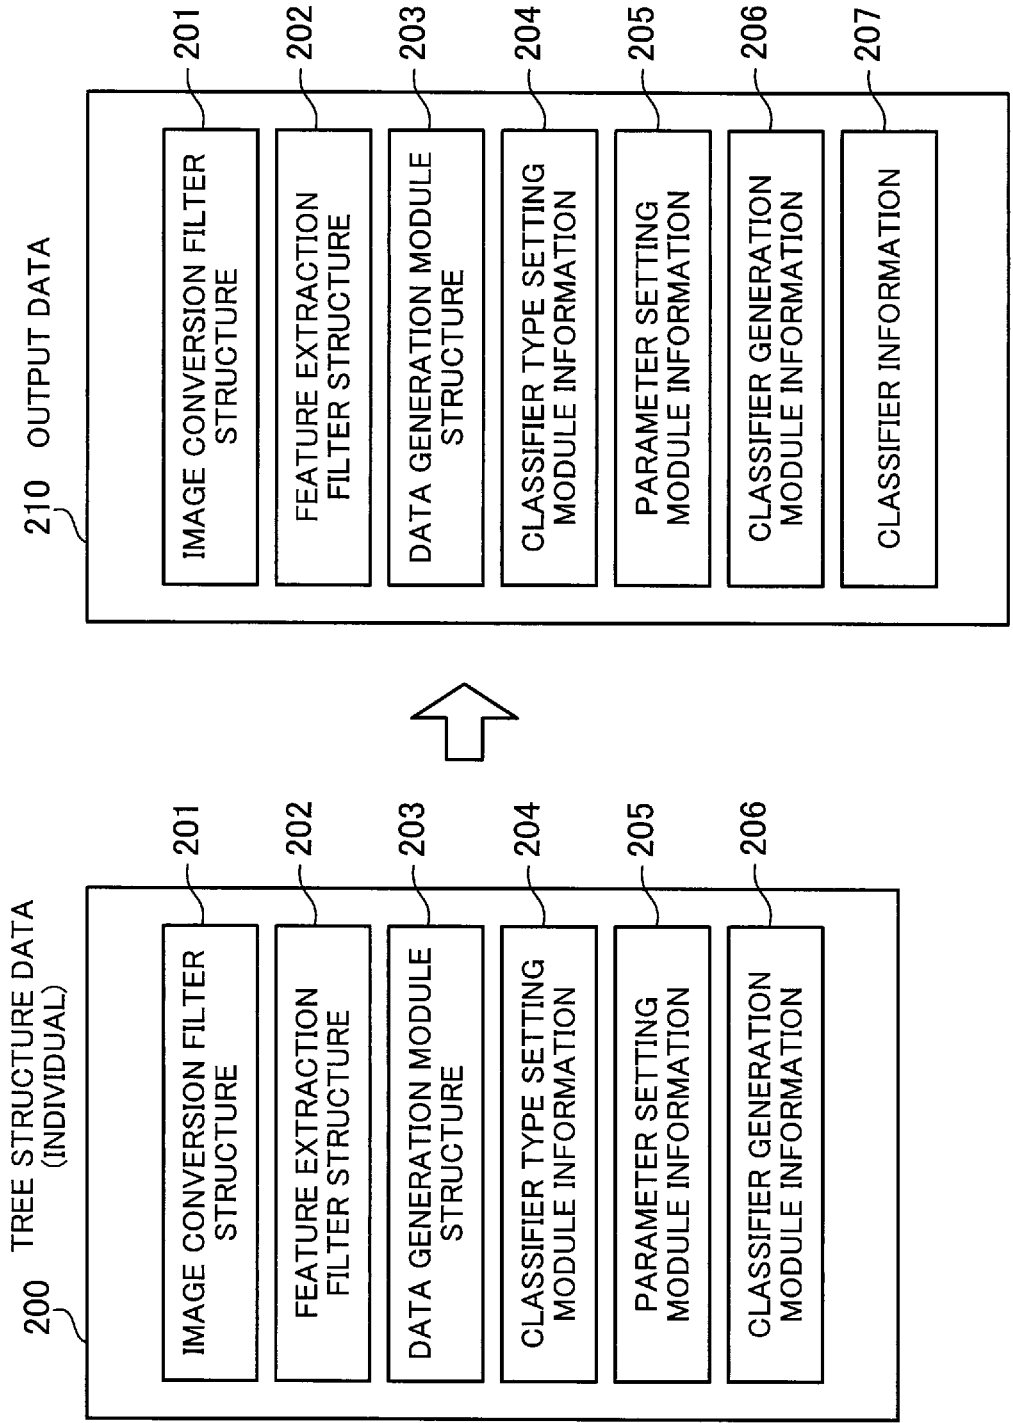 200 TREE STRUCTURE DATA
(INDIVIDUAL)
IMAGE CONVERSION FILTER
STRUCTURE
201
FEATURE EXTRACTION
FILTER STRUCTURE
202
DATA GENERATION MODULE
STRUCTURE
203
CLASSIFIER TYPE SETTING
MODULE INFORMATION
204
PARAMETER SETTING
MODULE INFORMATION
205
CLASSIFIER GENERATION
MODULE INFORMATION
206
210 OUTPUT DATA
IMAGE CONVERSION FILTER
STRUCTURE
201
FEATURE EXTRACTION
FILTER STRUCTURE
202
DATA GENERATION MODULE
STRUCTURE
203
CLASSIFIER TYPE SETTING
MODULE INFORMATION
204
PARAMETER SETTING
MODULE INFORMATION
205
CLASSIFIER GENERATION
MODULE INFORMATION
206
CLASSIFIER INFORMATION
207